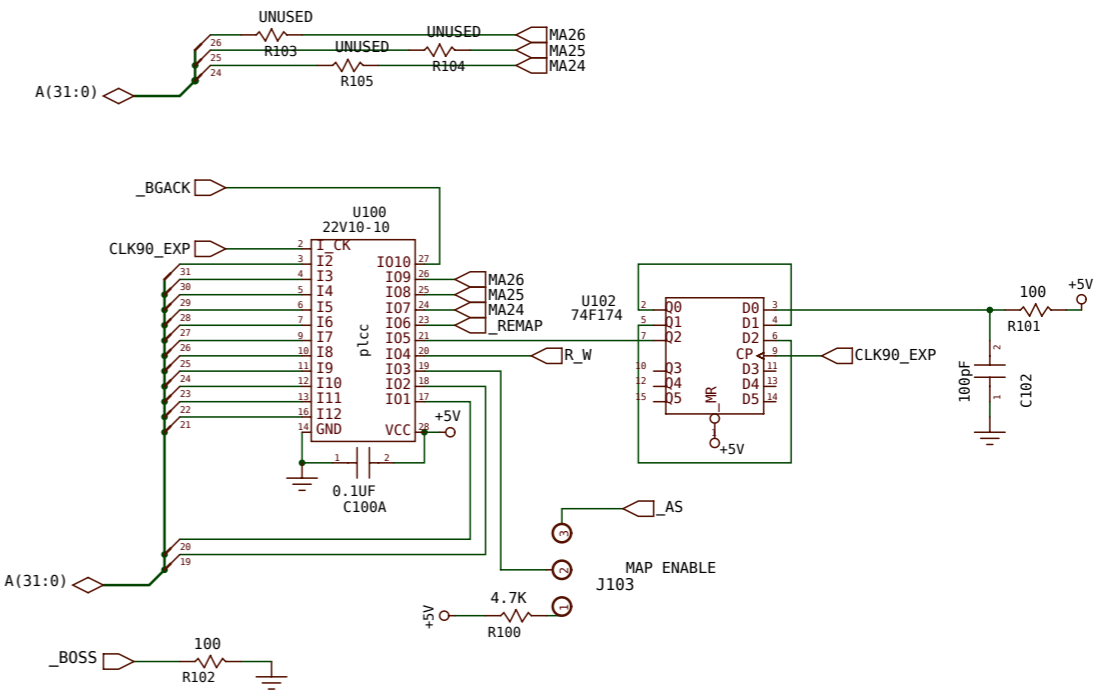 UNUSED
R103
MA26
26
UNUSED
R104
MA25
25
UNUSED
R105
MA24
24
A(31:0)
_BGACK
U100
22V10-10
CLK90_EXP
2 I_CK
3 I2
4 I3
5 I4
6 I5
7 I6
9 I7
10 I8
11 I9
12 I10
13 I11
16 I12
14 GND
plcc
IO10 27
IO9 26 MA26
IO8 25 MA25
IO7 24 MA24
IO6 23 _REMAP
IO5 21
IO4 20 R_W
IO3 19
IO2 18
IO1 17
VCC 28
+5V
31
30
29
28
27
26
25
24
23
22
21
1 2
0.1UF
C100A
20
19
A(31:0)
U102
74F174
2 Q0
5 Q1
7 Q2
10 Q3
12 Q4
15 Q5
D0 3
D1 4
D2 6
CP 9
D3 11
D4 13
D5 14
_MR
1
+5V
CLK90_EXP
100
R101
+5V
100pF
2
1
C102
_AS
3
2
1
MAP ENABLE
J103
+5V
4.7K
R100
_BOSS
100
R102